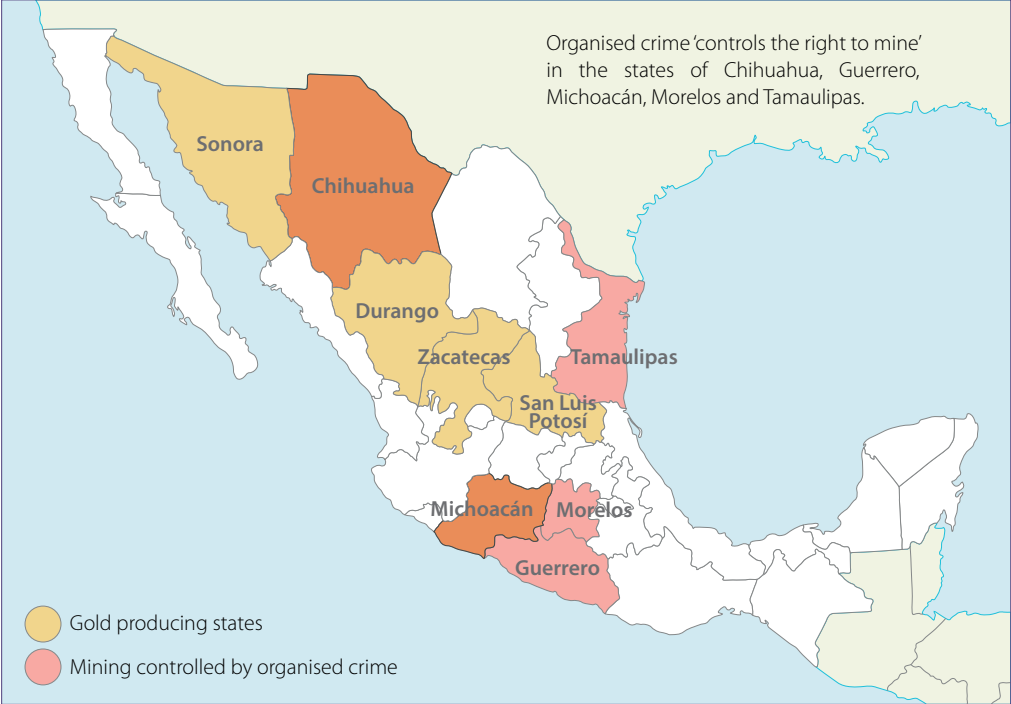 Organised crime ‘controls the right to mine’
in the states of Chihuahua, Guerrero,
Michoacán, Morelos and Tamaulipas.
Sonora
Chihuahua
Durango
Zacatecas
Tamaulipas
San Luis
Potosí
Michoacán
Morelos
Guerrero
Gold producing states
Mining controlled by organised crime